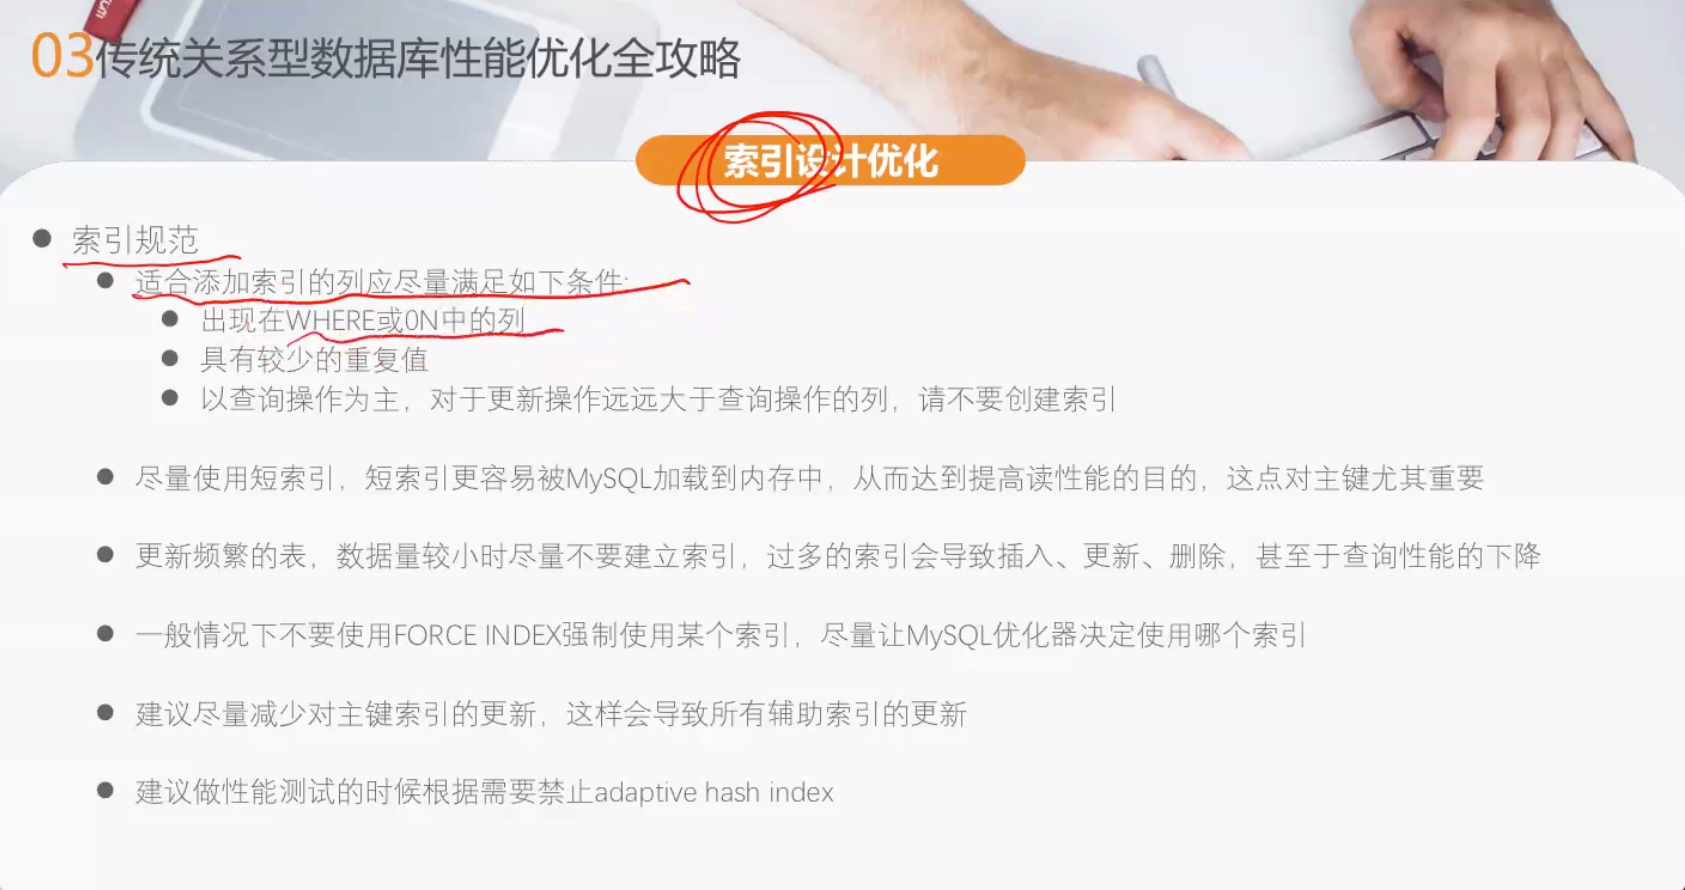 03传统关系型数据库性能优化全攻略
索引设计优化
索引规范
适合添加索引的列应尽量满足如下条件:
出现在WHERE或0N中的列
具有较少的重复值
以查询操作为主，对于更新操作远远大于查询操作的列，请不要创建索引
尽量使用短索引，短索引更容易被MySQL加载到内存中，从而达到提高读性能的目的，这点对主键尤其重要
更新频繁的表，数据量较小时尽量不要建立索引，过多的索引会导致插入、更新、删除，甚至于查询性能的下降
一般情况下不要使用FORCE INDEX强制使用某个索引，尽量让MySQL优化器决定使用哪个索引
建议尽量减少对主键索引的更新，这样会导致所有辅助索引的更新
建议做性能测试的时候根据需要禁止adaptive hash index